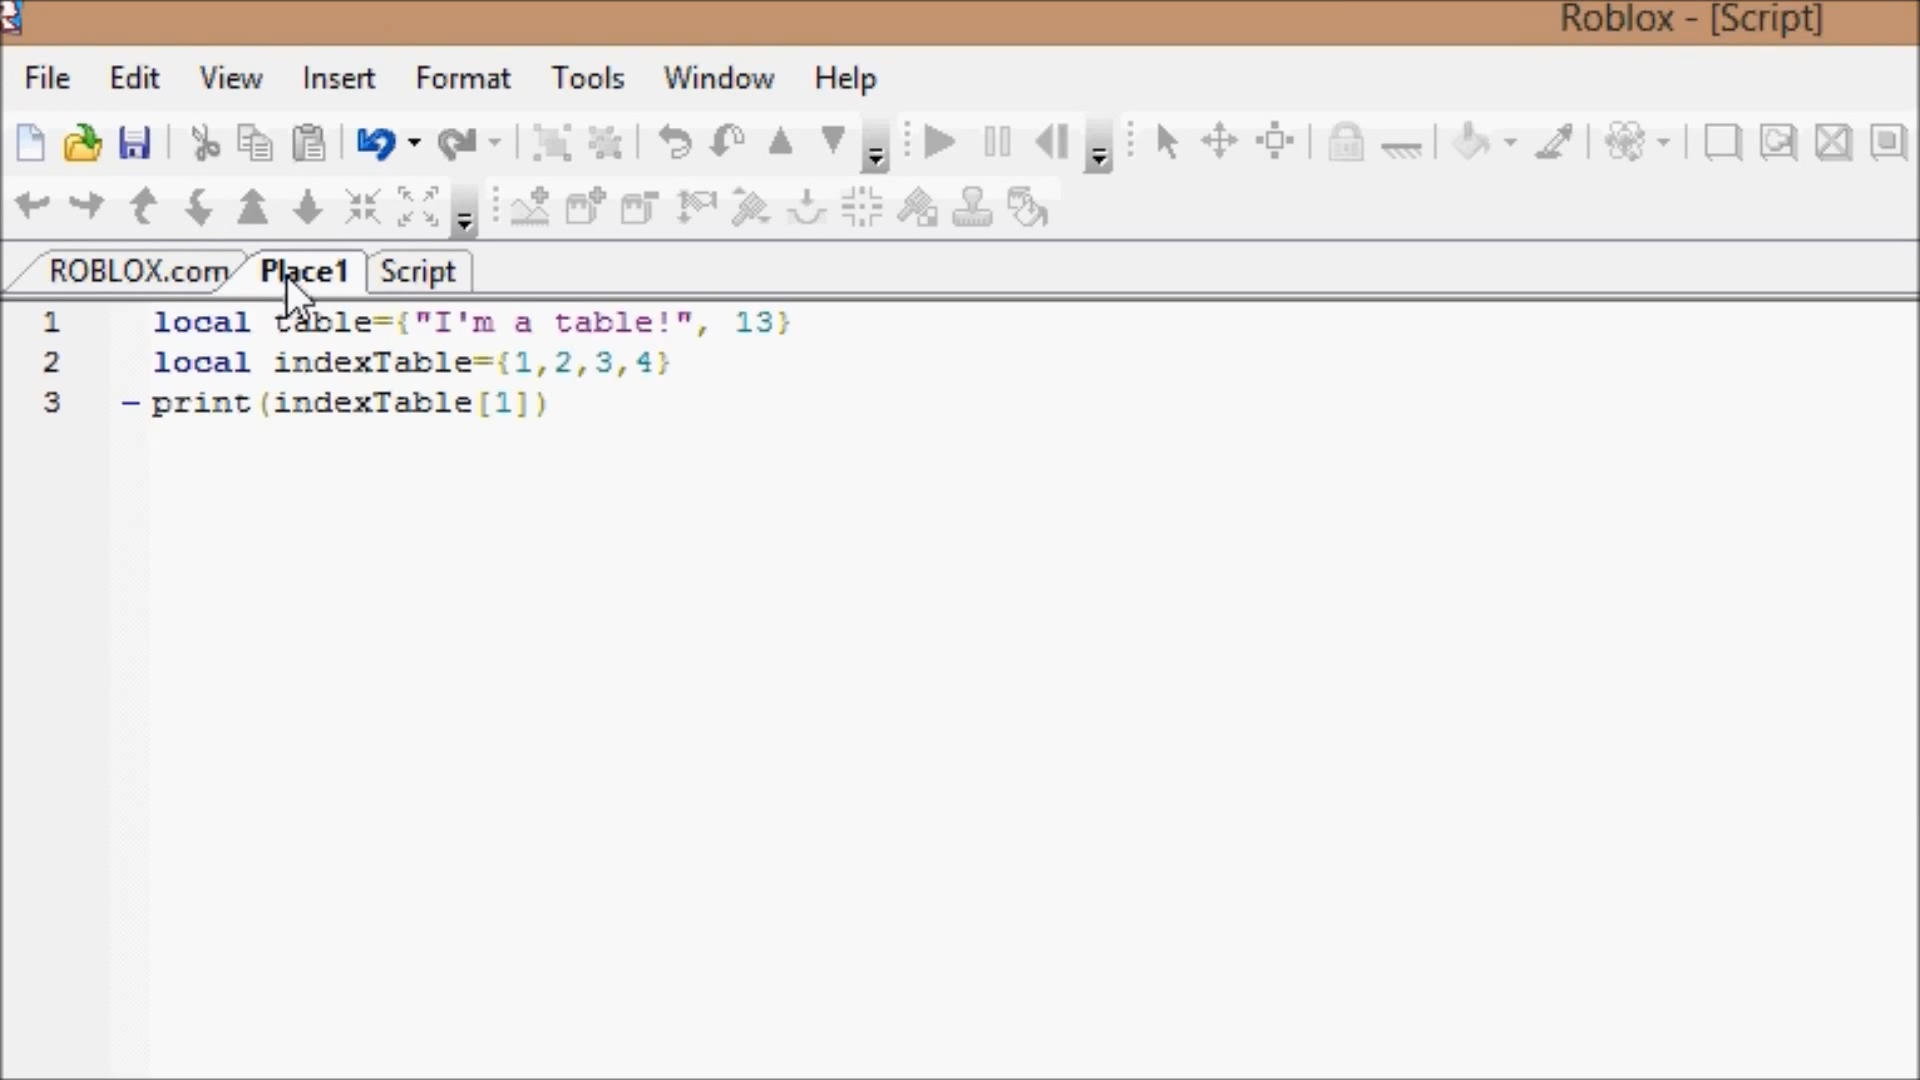 Roblox - [Script]
File Edit View Insert Format Tools Window Help
ROBLOX.com Place1 Script
1 local table={"I'm a table!", 13}
2 local indexTable={1,2,3,4}
3 print(indexTable[1])